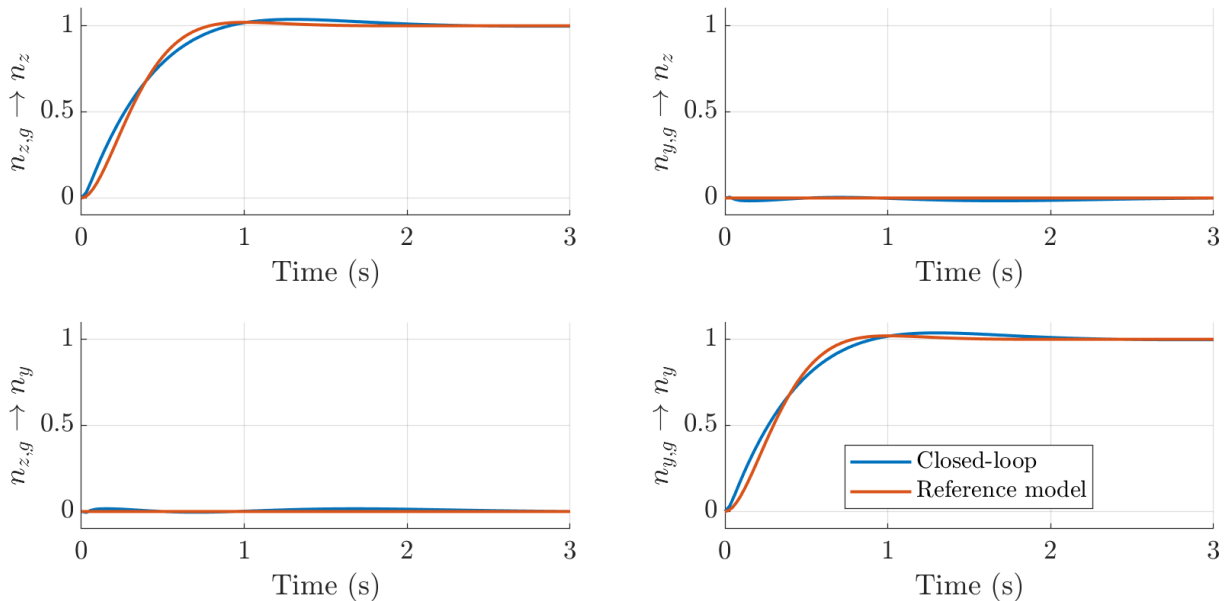 n_{z,g} → n_z
1
0.5
0
0
1
2
3
Time (s)
n_{y,g} → n_z
1
0.5
0
0
1
2
3
Time (s)
n_{z,g} → n_y
1
0.5
0
0
1
2
3
Time (s)
n_{y,g} → n_y
1
0.5
0
Closed-loop
Reference model
0
1
2
3
Time (s)